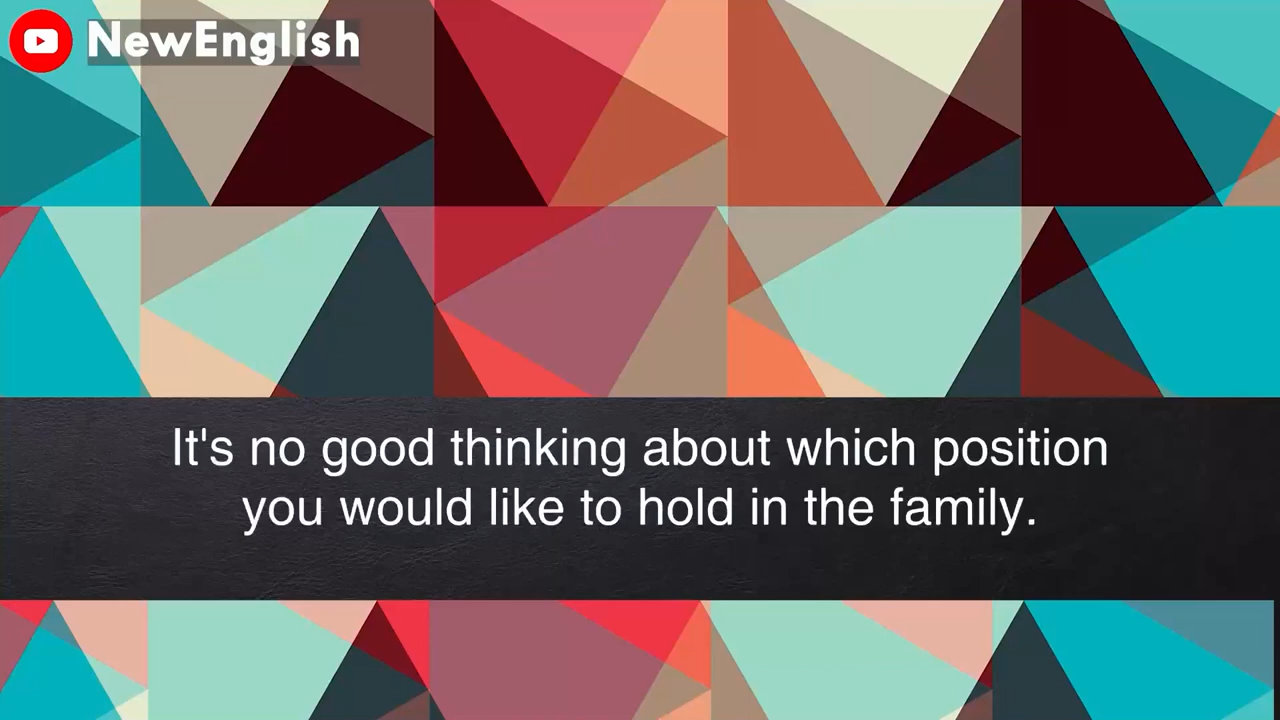 NewEnglish
It's no good thinking about which position
you would like to hold in the family.